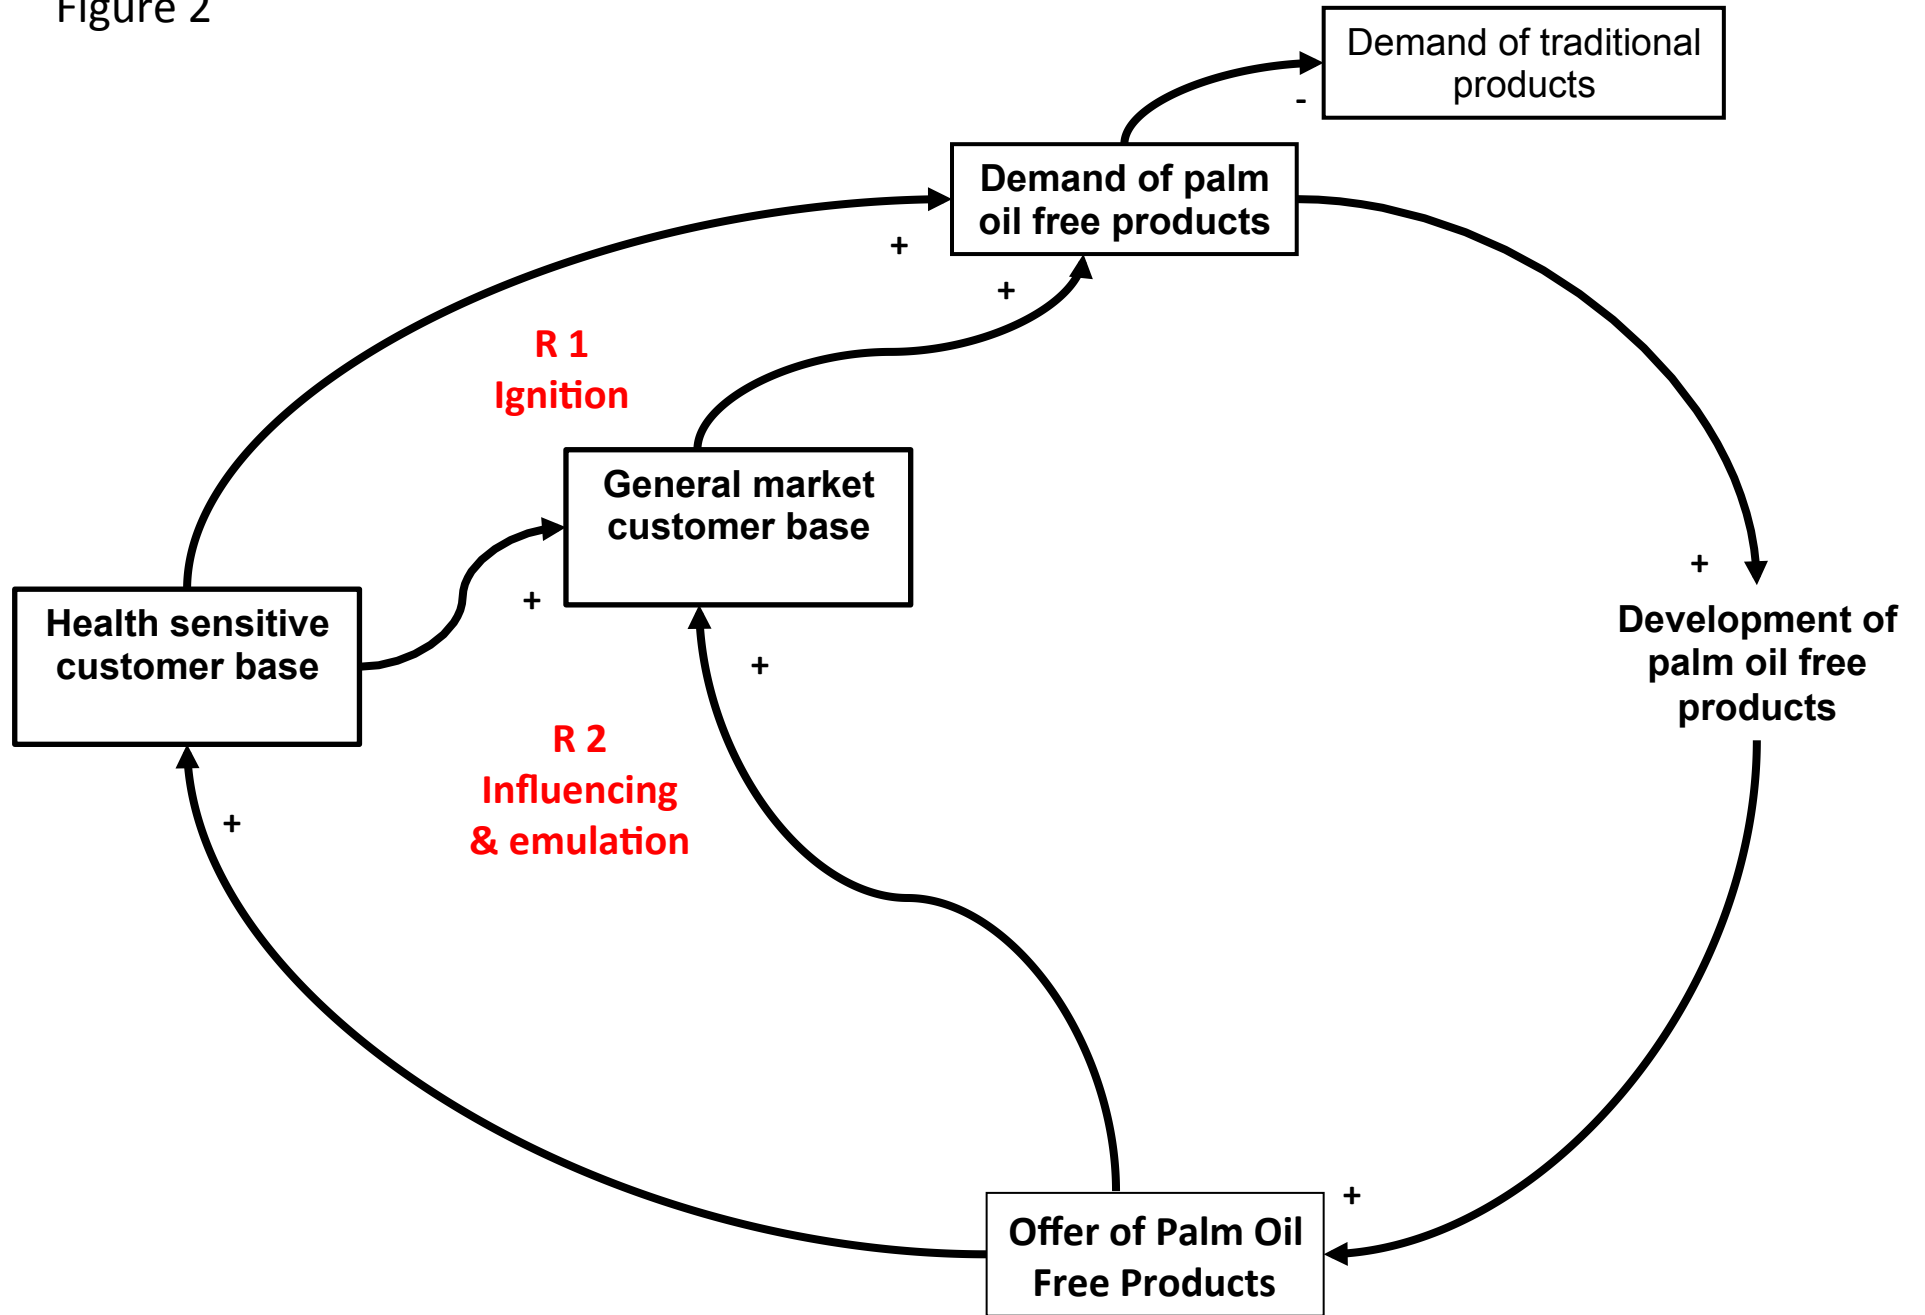 Figure 2
Demand of traditional
products
-
Demand of palm
oil free products
+
+
R 1
Ignition
General market
customer base
+
Health sensitive
customer base
+
+
Development of
palm oil free
products
+
R 2
Influencing
& emulation
+
+
Offer of Palm Oil
Free Products